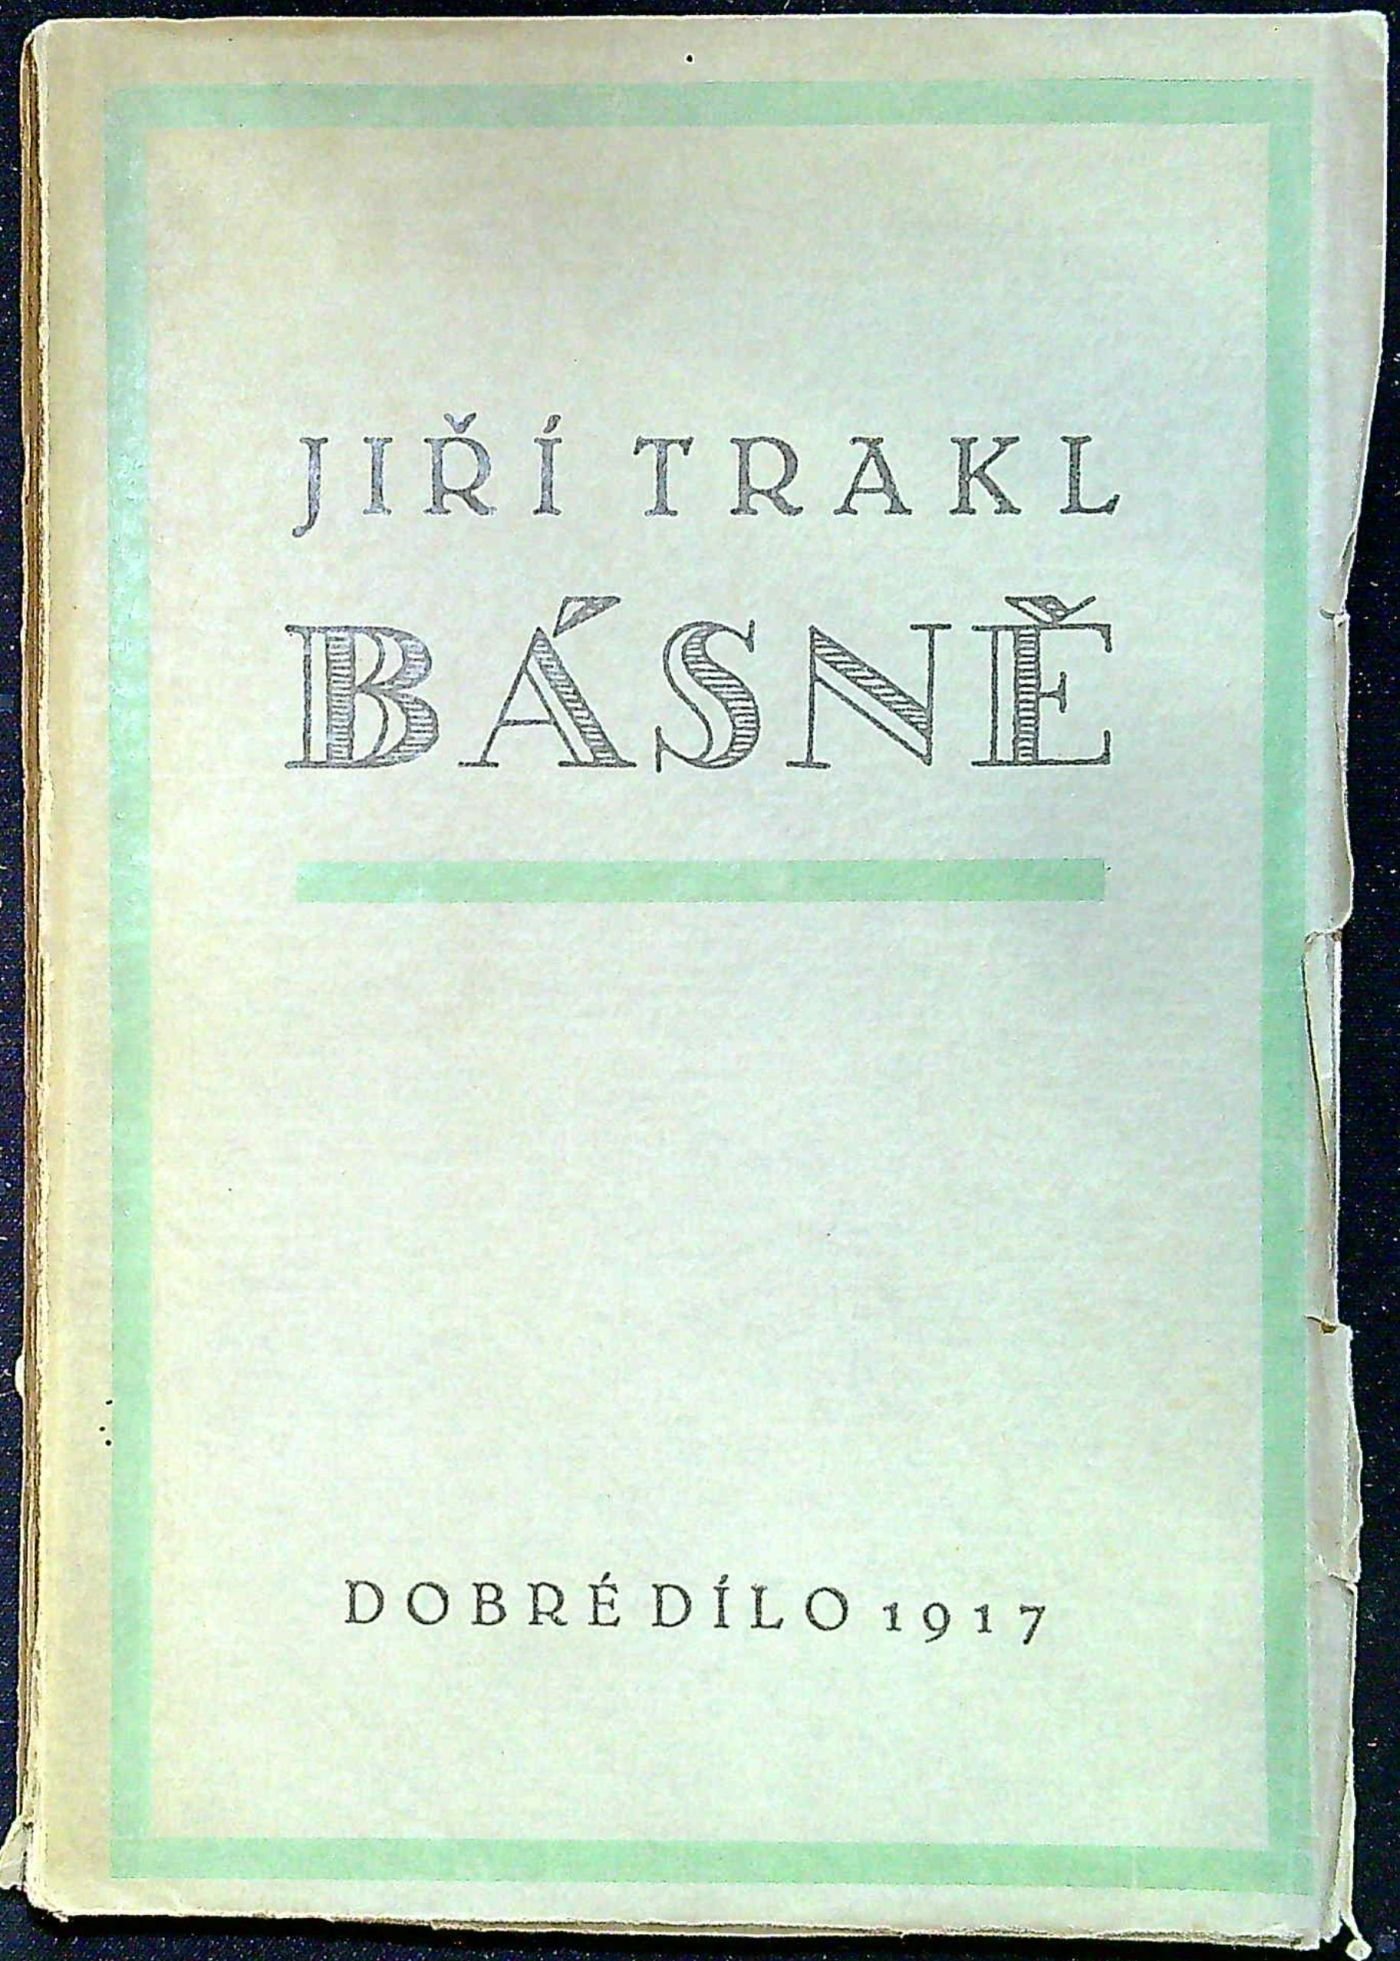 JIŘÍ TRAKL
BÁSNĚ
DOBRÉ DÍLO 1917